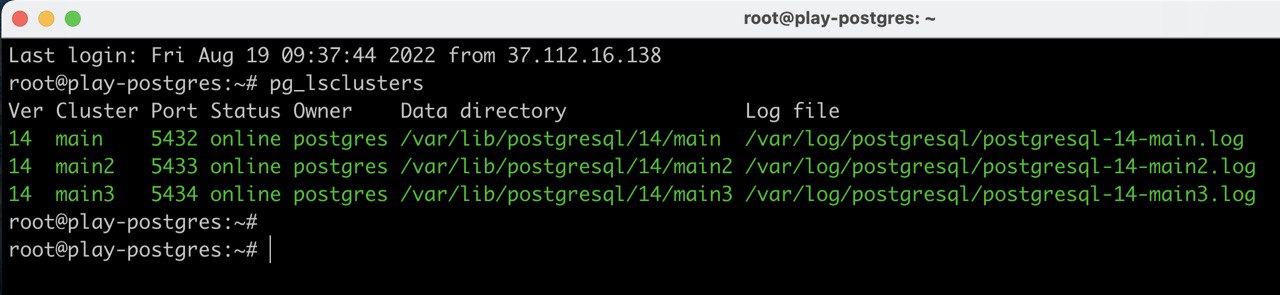 root@play-postgres: ~
Last login: Fri Aug 19 09:37:44 2022 from 37.112.16.138
root@play-postgres:~# pg_lsclusters
Ver Cluster Port Status Owner    Data directory               Log file
14  main    5432 online postgres /var/lib/postgresql/14/main  /var/log/postgresql/postgresql-14-main.log
14  main2   5433 online postgres /var/lib/postgresql/14/main2 /var/log/postgresql/postgresql-14-main2.log
14  main3   5434 online postgres /var/lib/postgresql/14/main3 /var/log/postgresql/postgresql-14-main3.log
root@play-postgres:~#
root@play-postgres:~#